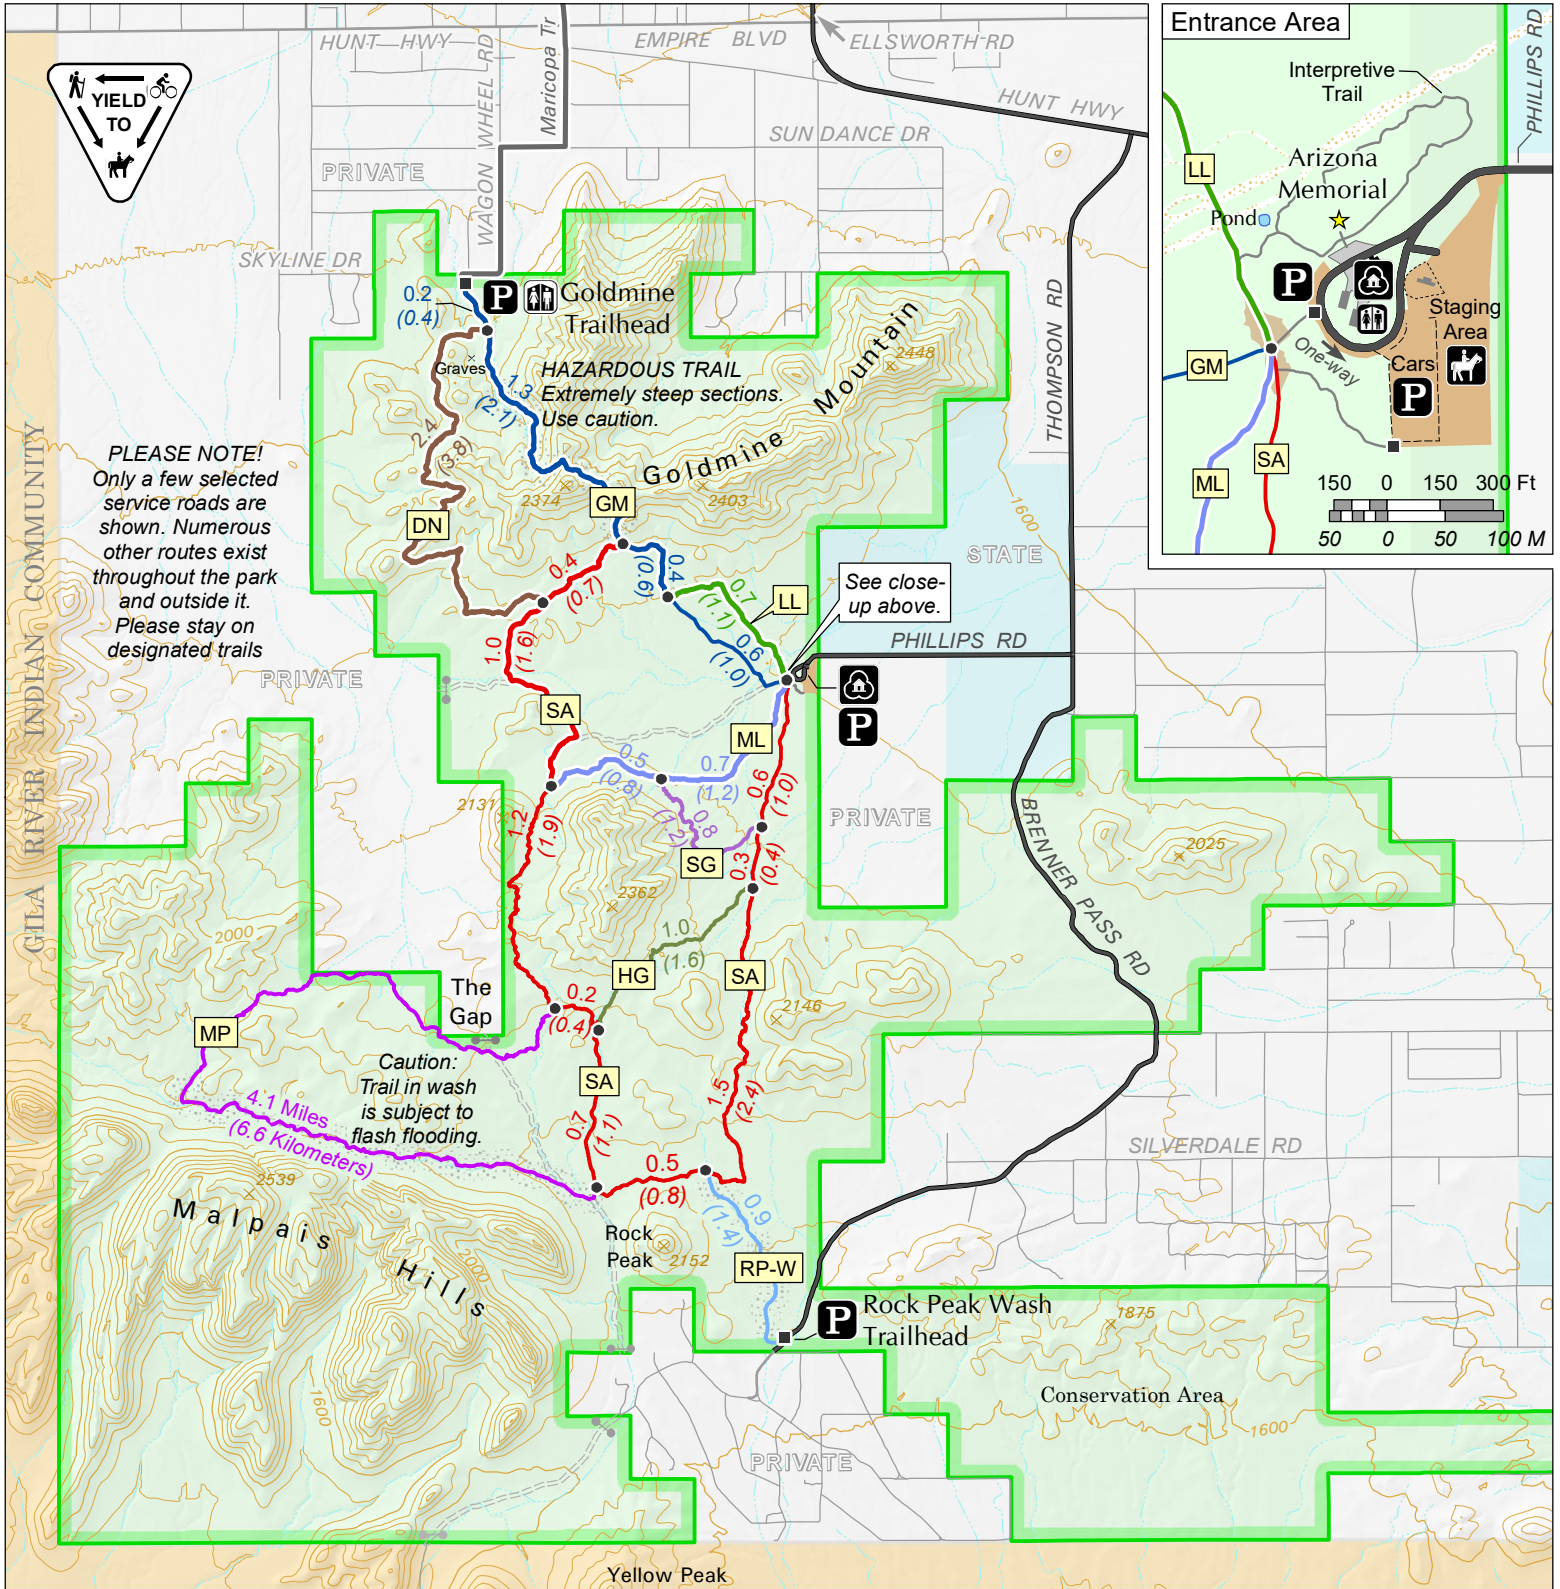 HUNT HWY
WAGON WHEEL RD
Maricopa Tr
EMPIRE BLVD
ELLSWORTH RD
HUNT HWY
YIELD
TO
SUN DANCE DR
PRIVATE
SKYLINE DR
0.2
(0.4)
P
Goldmine
Trailhead
Graves
HAZARDOUS TRAIL
Extremely steep sections.
Use caution.
1.3
(2.1)
Goldmine Mountain
2448
THOMPSON RD
2.4
(3.8)
GILA RIVER INDIAN COMMUNITY
PLEASE NOTE!
Only a few selected
service roads are
shown. Numerous
other routes exist
throughout the park
and outside it.
Please stay on
designated trails
2374
2403
GM
DN
1600
STATE
0.4
(0.7)
0.4
(0.6)
0.7
(1.1)
LL
See close-
up above.
PHILLIPS RD
0.6
(1.0)
1.0
(1.6)
PRIVATE
P
SA
ML
0.5
(0.8)
0.7
(1.2)
0.6
(1.0)
2131
1.2
(1.9)
0.8
(1.2)
SG
0.3
(0.4)
PRIVATE
BRENNER PASS RD
2025
2362
1.0
(1.6)
HG
SA
2000
The
Gap
0.2
(0.4)
2146
MP
Caution:
Trail in wash
is subject to
flash flooding.
SA
4.1 Miles
(6.6 Kilometers)
0.7
(1.1)
1.5
(2.4)
SILVERDALE RD
0.5
(0.8)
0.9
(1.4)
2539
Malpais Hills
2000
Rock
Peak
2152
RP-W
P
Rock Peak Wash
Trailhead
1875
1600
Conservation Area
1600
PRIVATE
Yellow Peak
Entrance Area
PHILLIPS RD
Interpretive
Trail
LL
Arizona
Memorial
Pond
P
Staging
Area
GM
One-way
Cars
P
SA
ML
150 0 150 300 Ft
50 0 50 100 M